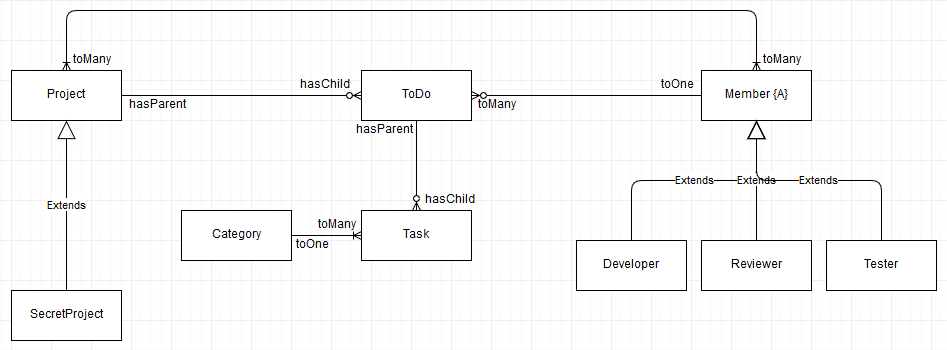 toMany
toMany
Project
hasChild
hasParent
ToDo
toOne
toMany
Member {A}
hasParent
Extends
hasChild
Extends
Extends
Extends
Category
toMany
toOne
Task
Developer
Reviewer
Tester
SecretProject